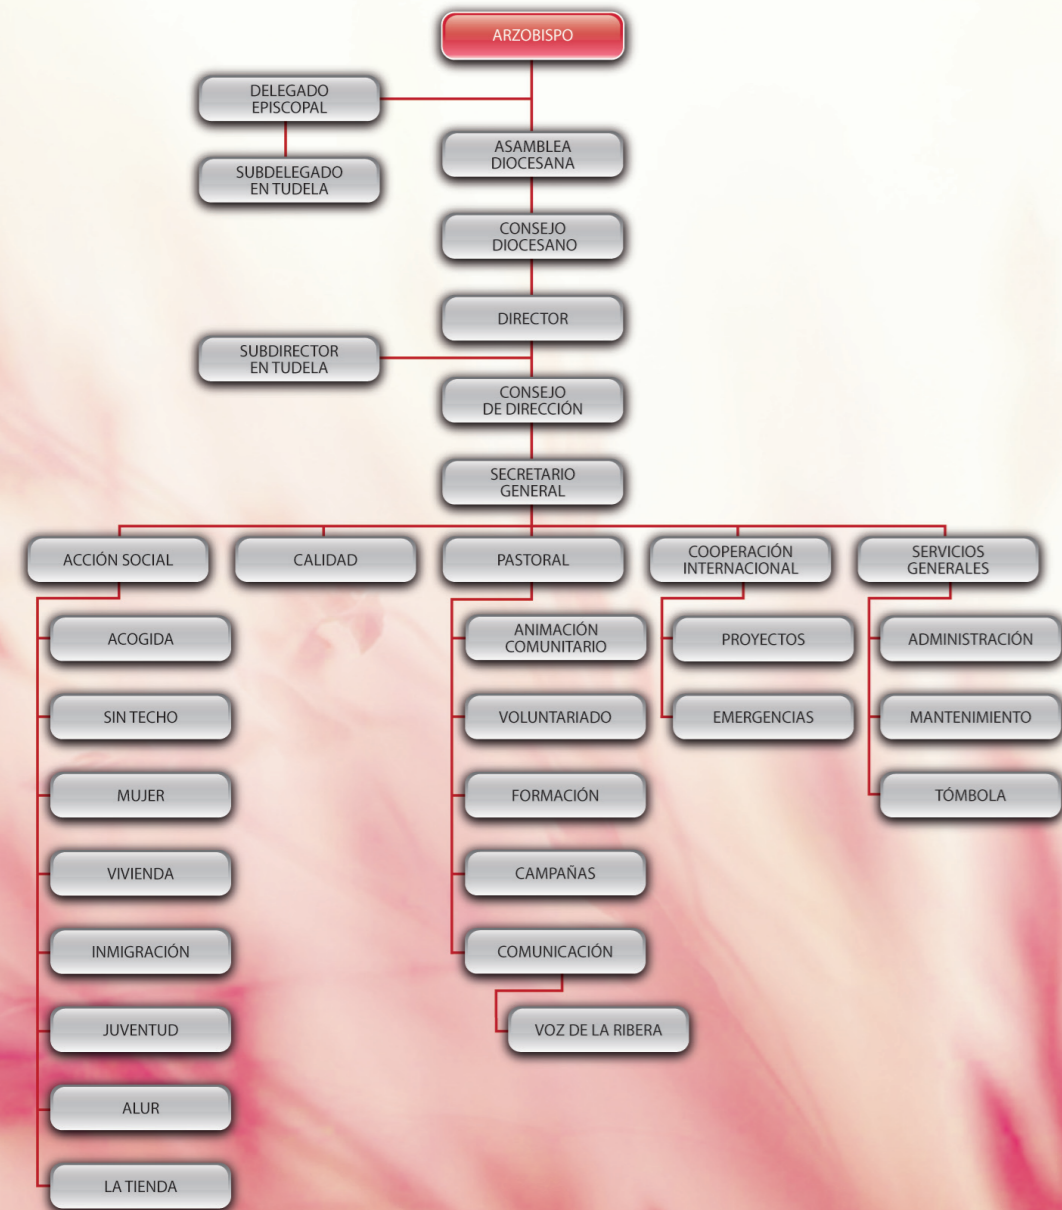 ARZOBISPO
DELEGADO
EPISCOPAL
ASAMBLEA
DIOCESANA
SUBDELEGADO
EN TUDELA
CONSEJO
DIOCESANO
DIRECTOR
SUBDIRECTOR
EN TUDELA
CONSEJO
DE DIRECCIÓN
SECRETARIO
GENERAL
ACCIÓN SOCIAL
CALIDAD
PASTORAL
COOPERACIÓN
INTERNACIONAL
SERVICIOS
GENERALES
ACOGIDA
SIN TECHO
MUJER
VIVIENDA
INMIGRACIÓN
JUVENTUD
ALUR
LA TIENDA
ANIMACIÓN
COMUNITARIO
VOLUNTARIADO
FORMACIÓN
CAMPAÑAS
COMUNICACIÓN
VOZ DE LA RIBERA
PROYECTOS
EMERGENCIAS
ADMINISTRACIÓN
MANTENIMIENTO
TÓMBOLA